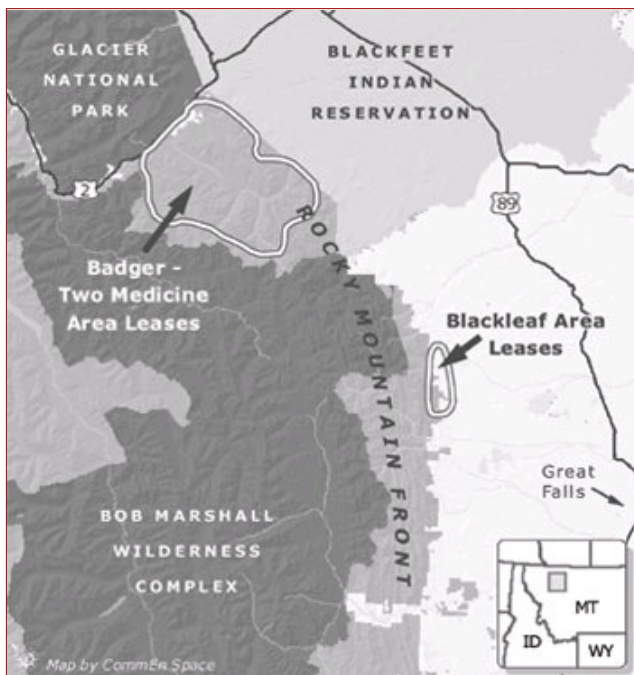 GLACIER
NATIONAL
PARK
BLACKFEET
INDIAN
RESERVATION
2
89
ROCKY MOUNTAIN FRONT
Badger -
Two Medicine
Area Leases
Blackleaf Area
Leases
Great
Falls
BOB MARSHALL
WILDERNESS
COMPLEX
MT
ID
WY
Map by CommEn Space